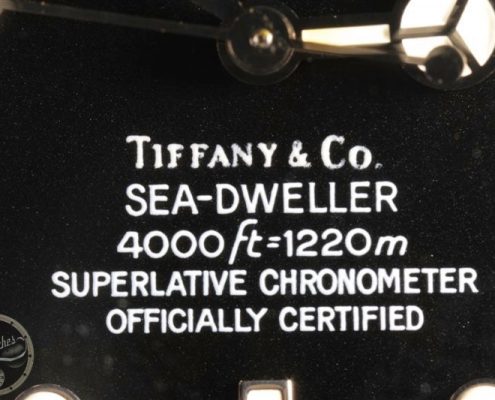 TIFFANY & CO.
SEA-DWELLER
4000ft=1220m
SUPERLATIVE CHRONOMETER
OFFICIALLY CERTIFIED